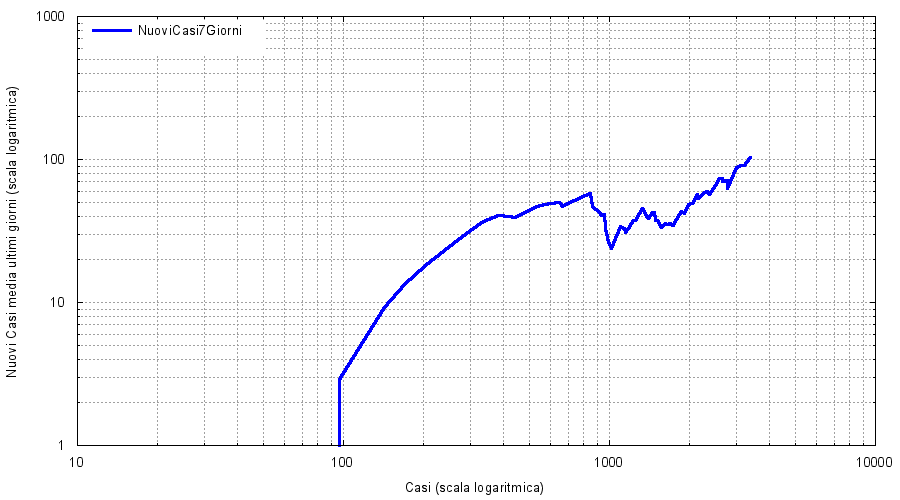 1000
NuoviCasi7Giorni
100
10
1
Nuovi Casi media ultimi giorni (scala logaritmica)
10 100 1000 10000
Casi (scala logaritmica)